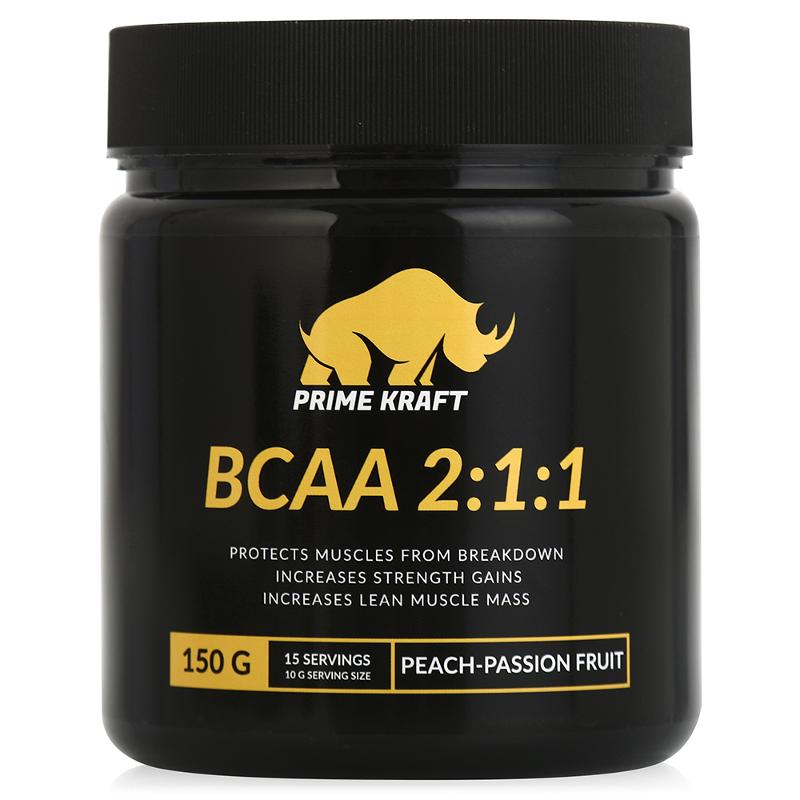 PRIME KRAFT
BCAA 2:1:1
PROTECTS MUSCLES FROM BREAKDOWN
INCREASES STRENGTH GAINS
INCREASES LEAN MUSCLE MASS
150 G
15 SERVINGS
10 G SERVING SIZE
PEACH-PASSION FRUIT